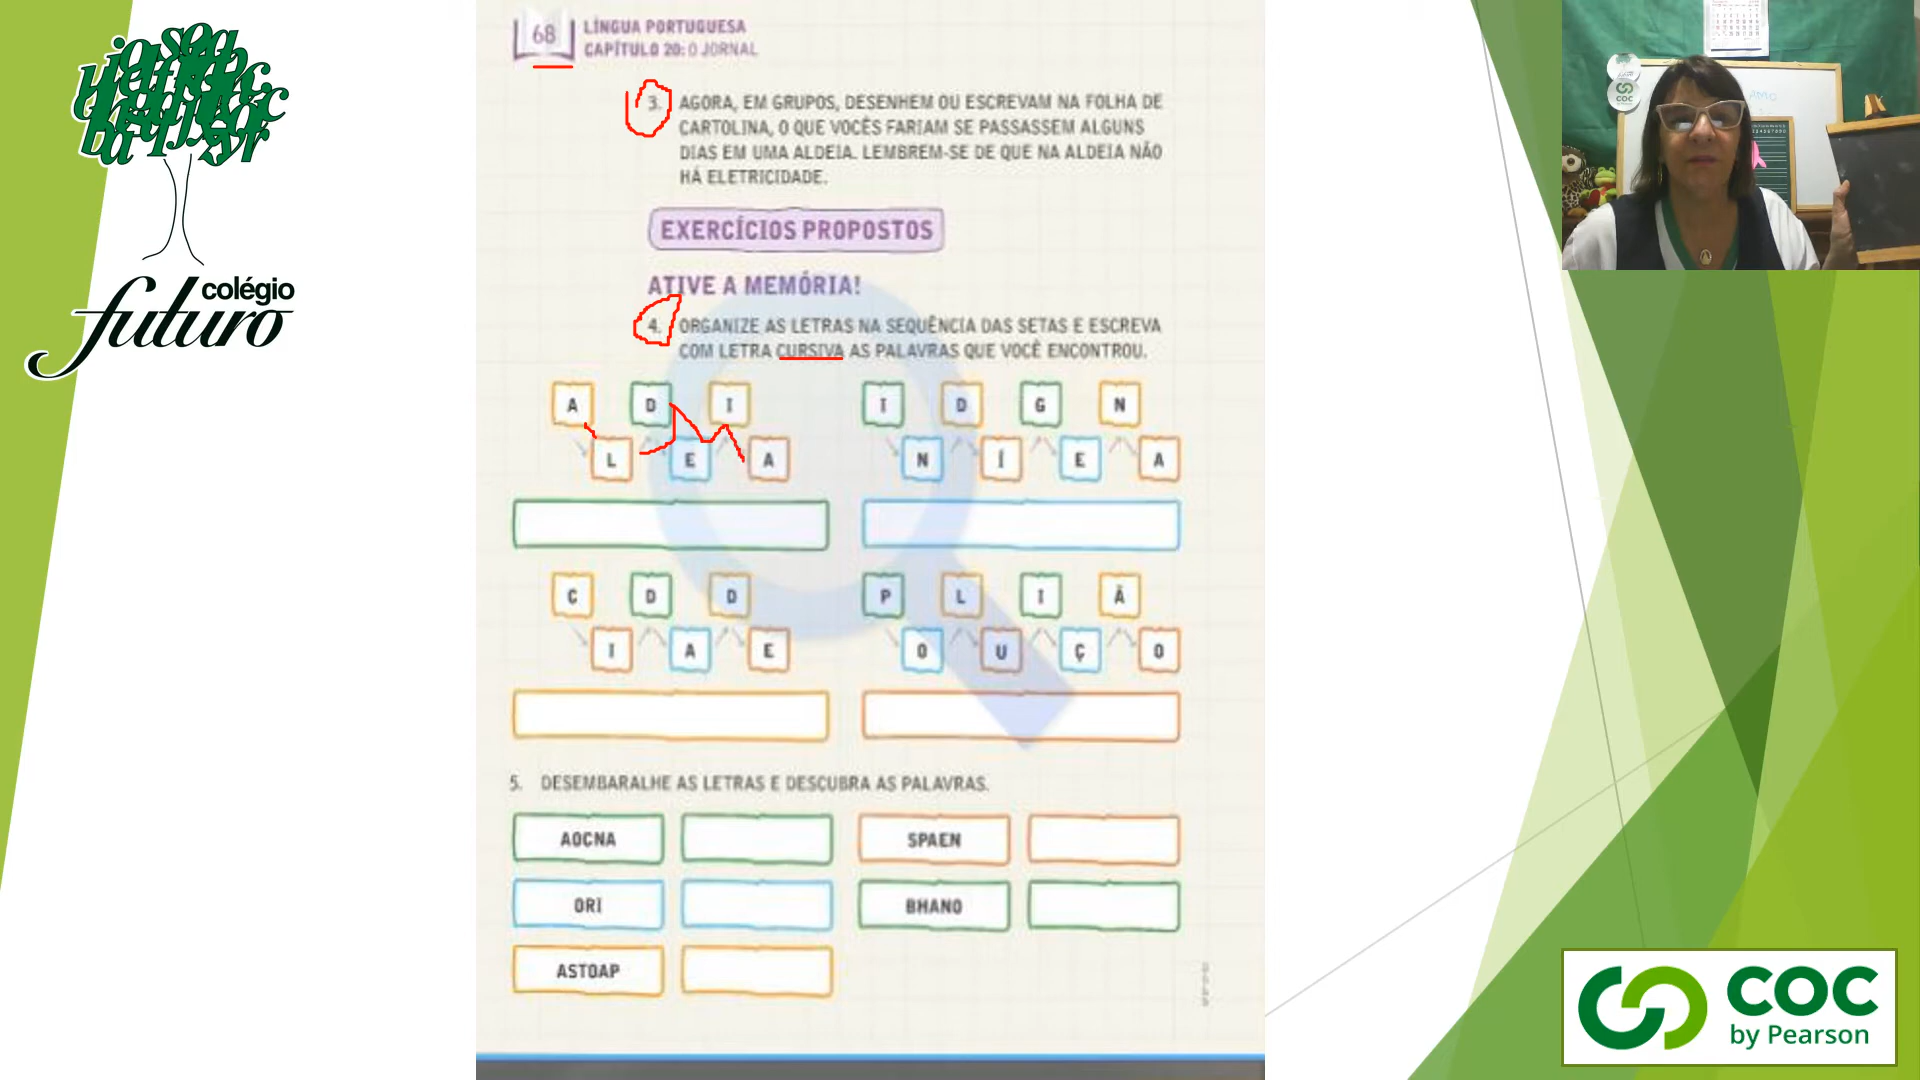 colégio
futuro
68
LÍNGUA PORTUGUESA
CAPÍTULO 20: O JORNAL
3. AGORA, EM GRUPOS, DESENHEM OU ESCREVAM NA FOLHA DE
CARTOLINA, O QUE VOCÊS FARIAM SE PASSASSEM ALGUNS
DIAS EM UMA ALDEIA. LEMBREM-SE DE QUE NA ALDEIA NÃO
HÁ ELETRICIDADE.
EXERCÍCIOS PROPOSTOS
ATIVE A MEMÓRIA!
4. ORGANIZE AS LETRAS NA SEQUÊNCIA DAS SETAS E ESCREVA
COM LETRA CURSIVA AS PALAVRAS QUE VOCÊ ENCONTROU.
A D I
L E A
I D G N
N Í E A
C D D
I A E
P L I Ã
O U Ç O
5. DESEMBARALHE AS LETRAS E DESCUBRA AS PALAVRAS.
AOCNA SPAEN
ORI BHANO
ASTOAP
COC
COC
by Pearson